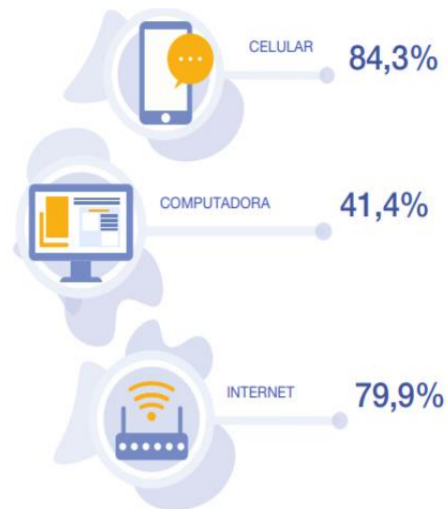 CELULAR 84,3%
COMPUTADORA 41,4%
INTERNET 79,9%